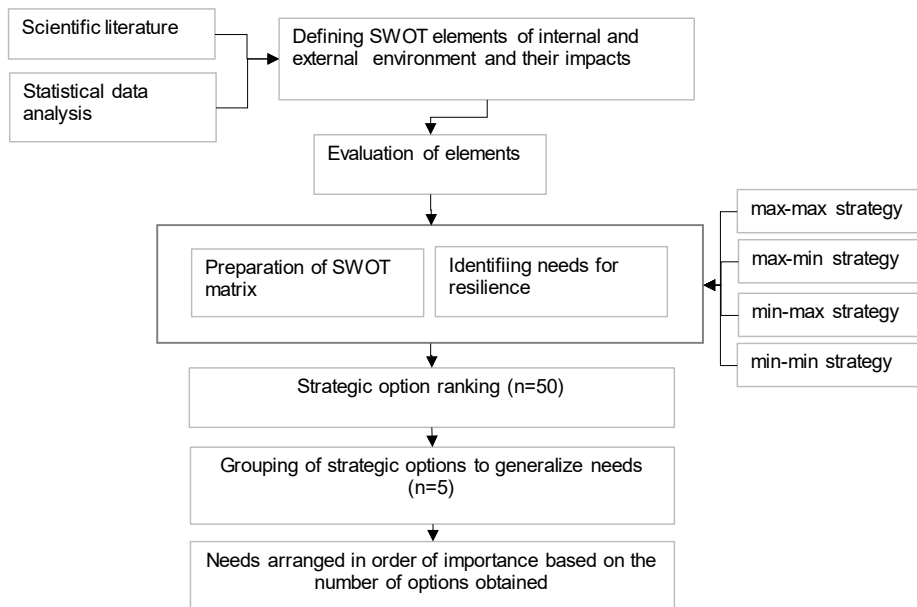 Scientific literature
Statistical data
analysis
Defining SWOT elements of internal and
external environment and their impacts
Evaluation of elements
Preparation of SWOT
matrix
Identifiing needs for
resilience
max-max strategy
max-min strategy
min-max strategy
min-min strategy
Strategic option ranking (n=50)
Grouping of strategic options to generalize needs
(n=5)
Needs arranged in order of importance based on the
number of options obtained